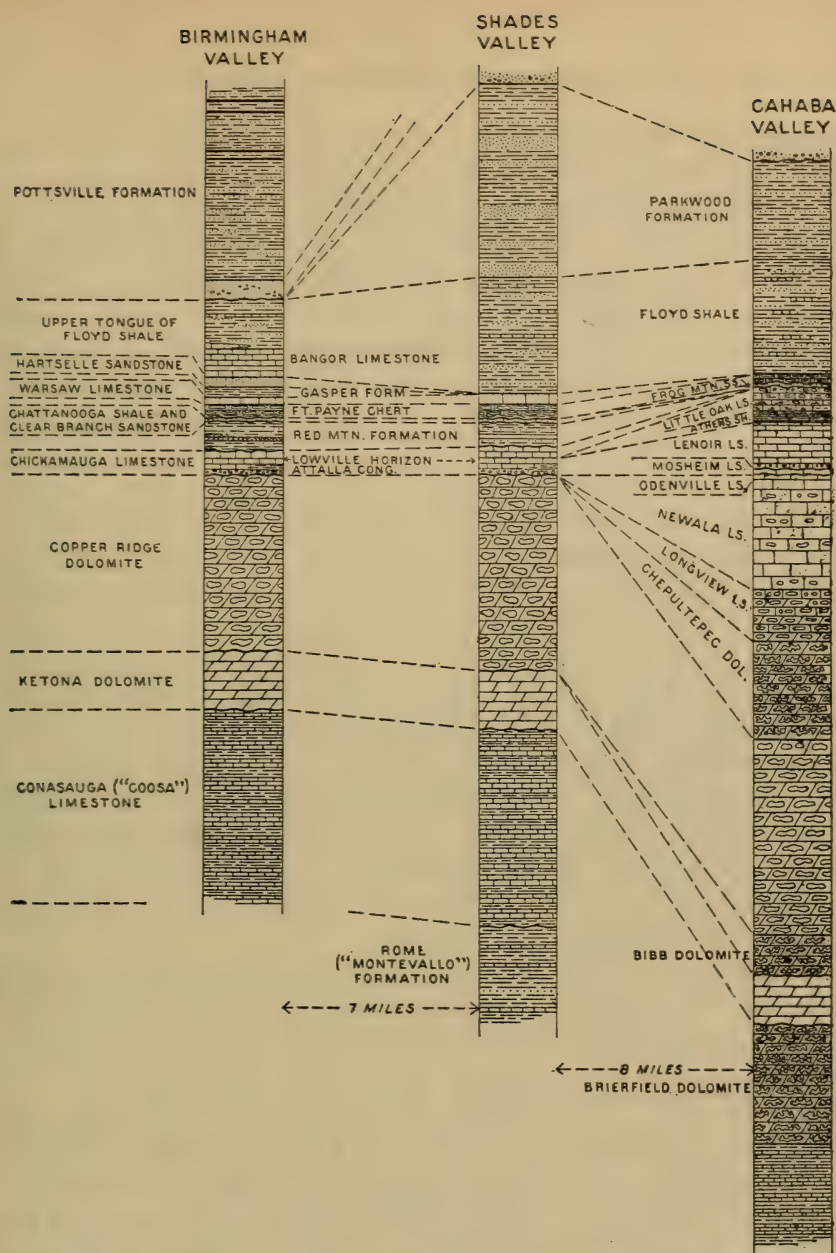 BIRMINGHAM
VALLEY
SHADES
VALLEY
CAHABA
VALLEY
POTTSVILLE FORMATION
PARKWOOD
FORMATION
UPPER TONGUE OF
FLOYD SHALE
FLOYD SHALE
BANGOR LIMESTONE
HARTSELLE SANDSTONE
WARSAW LIMESTONE
GASPER FORM
CHATTANOOGA SHALE AND
CLEAR BRANCH SANDSTONE
FT. PAYNE CHERT
RED MTN. FORMATION
CHICKAMAUGA LIMESTONE
LOWVILLE HORIZON
ATTALLA CONG.
FROG MTN. SS.
LITTLE OAK LS.
ATHENS SH.
LENOIR LS.
MOSHEIM LS.
ODENVILLE LS.
NEWALA LS.
LONGVIEW LS.
CHEPULTEPEC DOL.
COPPER RIDGE
DOLOMITE
KETONA DOLOMITE
CONASAUGA ("COOSA")
LIMESTONE
ROME
("MONTEVALLO")
FORMATION
BIBB DOLOMITE
7 MILES
8 MILES
BRIERFIELD DOLOMITE